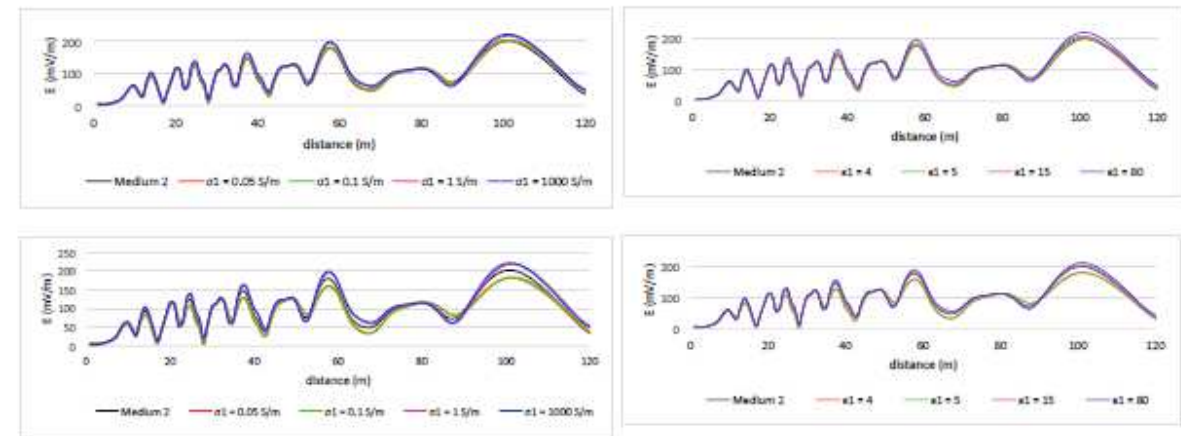 E (mV/m)
200
100
0
0 20 40 60 80 100 120
distance (m)
Medium 2 σ1 = 0.05 S/m σ1 = 0.1 S/m σ1 = 1 S/m σ1 = 1000 S/m
E (mV/m)
200
100
0
0 20 40 60 80 100 120
distance (m)
Medium 2 ε1 = 4 ε1 = 5 ε1 = 15 ε1 = 80
E (mV/m)
250
200
150
100
50
0
0 20 40 60 80 100 120
distance (m)
Medium 2 σ1 = 0.05 S/m σ1 = 0.1 S/m σ1 = 1 S/m σ1 = 1000 S/m
E (mV/m)
200
100
0
0 20 40 60 80 100 120
distance (m)
Medium 2 ε1 = 4 ε1 = 5 ε1 = 15 ε1 = 80